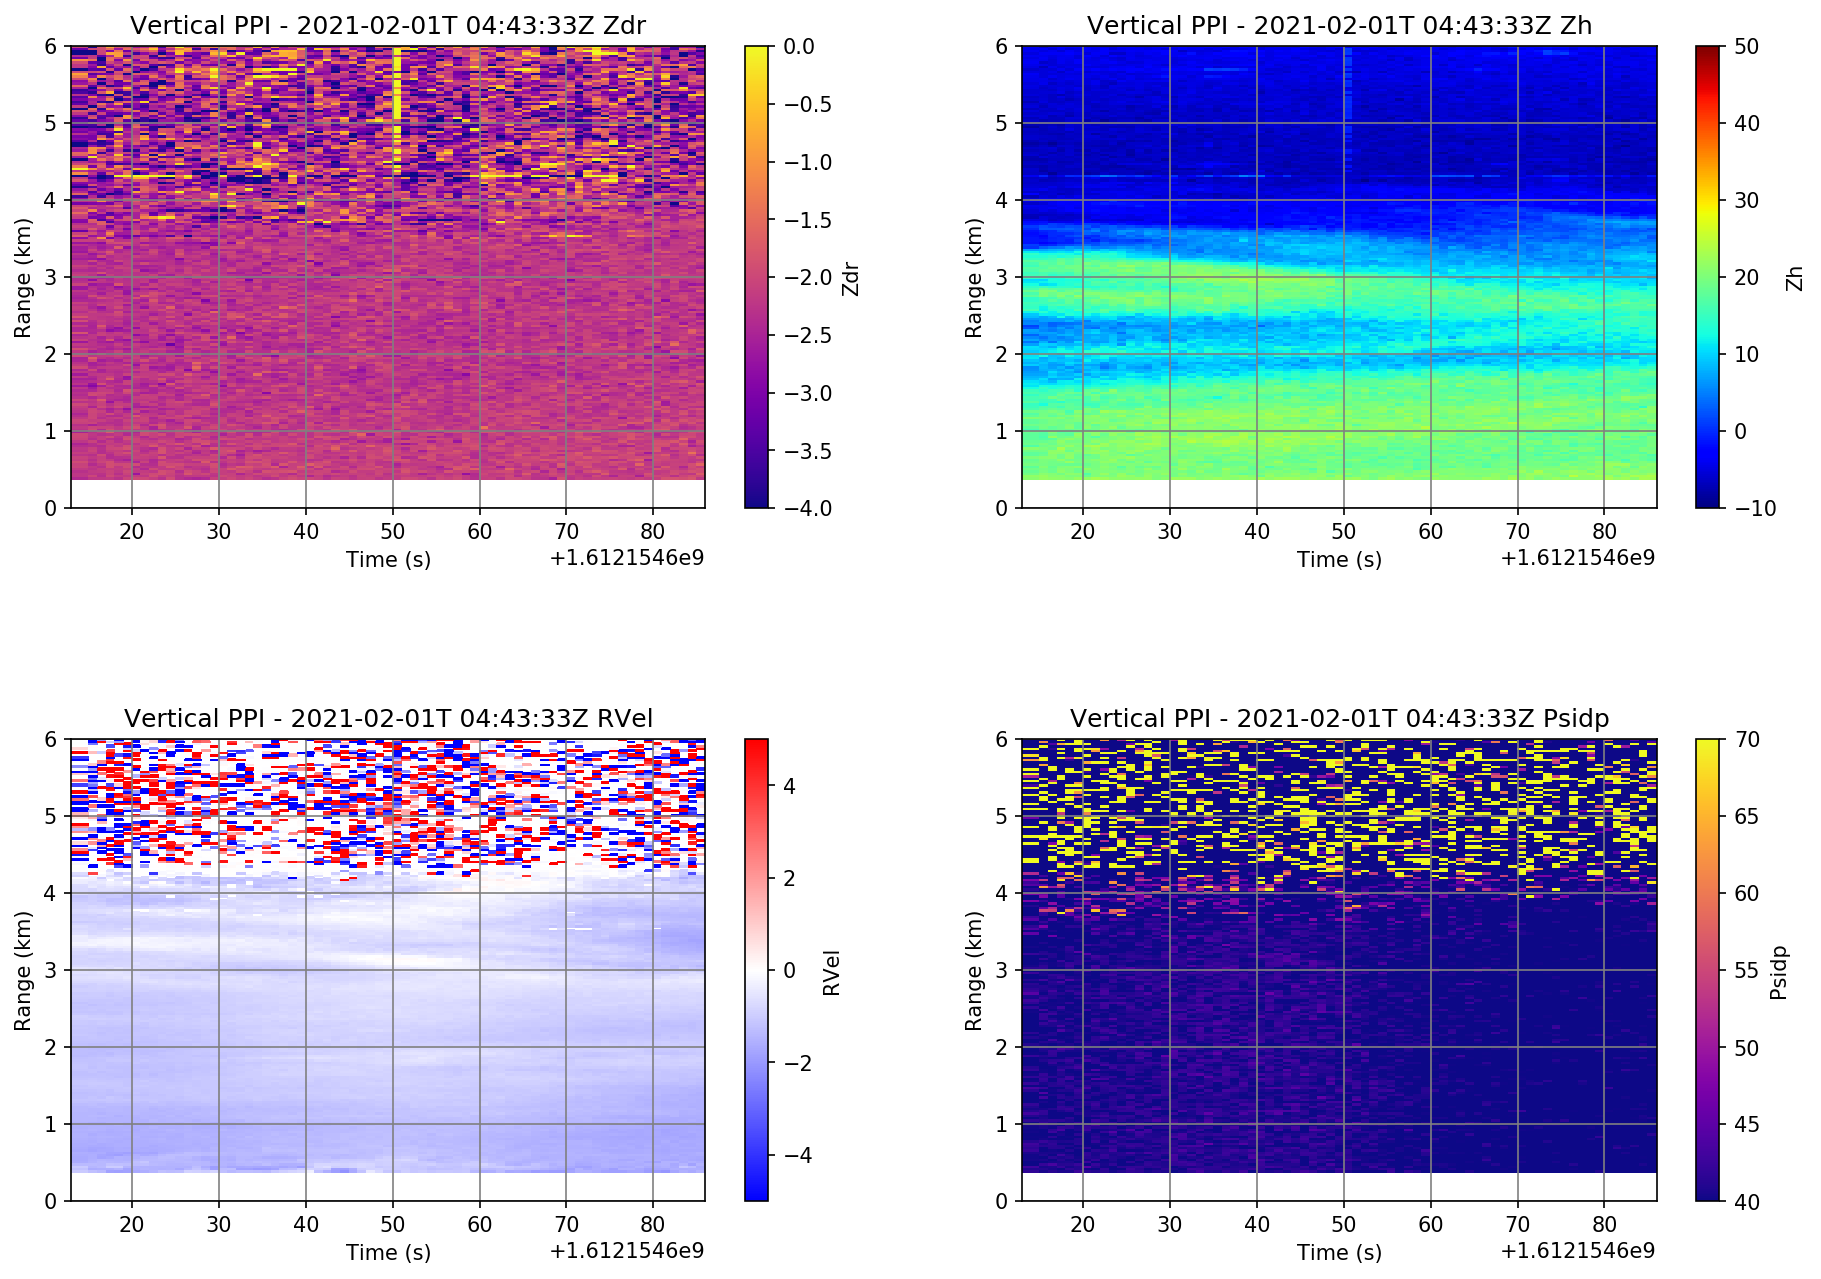 Vertical PPI - 2021-02-01T 04:43:33Z Zdr
6
5
4
3
2
1
0
Range (km)
20 30 40 50 60 70 80
Time (s)
+1.6121546e9
0.0
−0.5
−1.0
−1.5
−2.0
−2.5
−3.0
−3.5
−4.0
Zdr
Vertical PPI - 2021-02-01T 04:43:33Z Zh
6
5
4
3
2
1
0
Range (km)
20 30 40 50 60 70 80
Time (s)
+1.6121546e9
50
40
30
20
10
0
−10
Zh
Vertical PPI - 2021-02-01T 04:43:33Z RVel
6
5
4
3
2
1
0
Range (km)
20 30 40 50 60 70 80
Time (s)
+1.6121546e9
4
2
0
−2
−4
RVel
Vertical PPI - 2021-02-01T 04:43:33Z Psidp
6
5
4
3
2
1
0
Range (km)
20 30 40 50 60 70 80
Time (s)
+1.6121546e9
70
65
60
55
50
45
40
Psidp